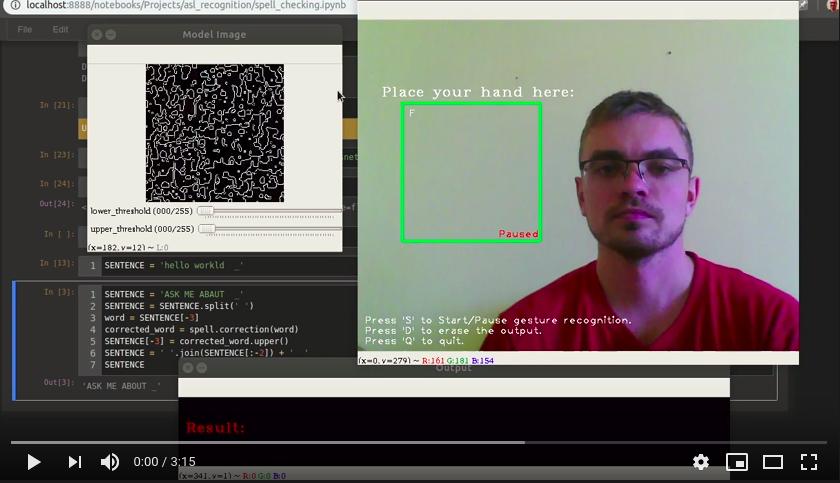 localhost:8888/notebooks/Projects/asl_recognition/spell_checking.ipynb
File Edit
Model Image
In [21]:
In [23]:
In [24]:
Out[24]:
In [ ]:
lower_threshold (000/255)
upper_threshold (000/255)
(x=182, y=12) ~ L:0
In [13]: 1 SENTENCE = 'hello workld _'
In [3]: 1 SENTENCE = 'ASK ME ABAUT _'
2 SENTENCE = SENTENCE.split(' ')
3 word = SENTENCE[-3]
4 corrected_word = spell.correction(word)
5 SENTENCE[-3] = corrected_word.upper()
6 SENTENCE = ' '.join(SENTENCE[:-2]) + ' '
7 SENTENCE
Out[3]: 'ASK ME ABOUT _'
Place your hand here:
F
Paused
Press 'S' to Start/Pause gesture recognition.
Press 'D' to erase the output.
Press 'Q' to quit.
(x=0, y=279) ~ R:161 G:181 B:154
Output
Result:
0:00 / 3:15
(x=341, y=1) ~ R:0 G:0 B:0